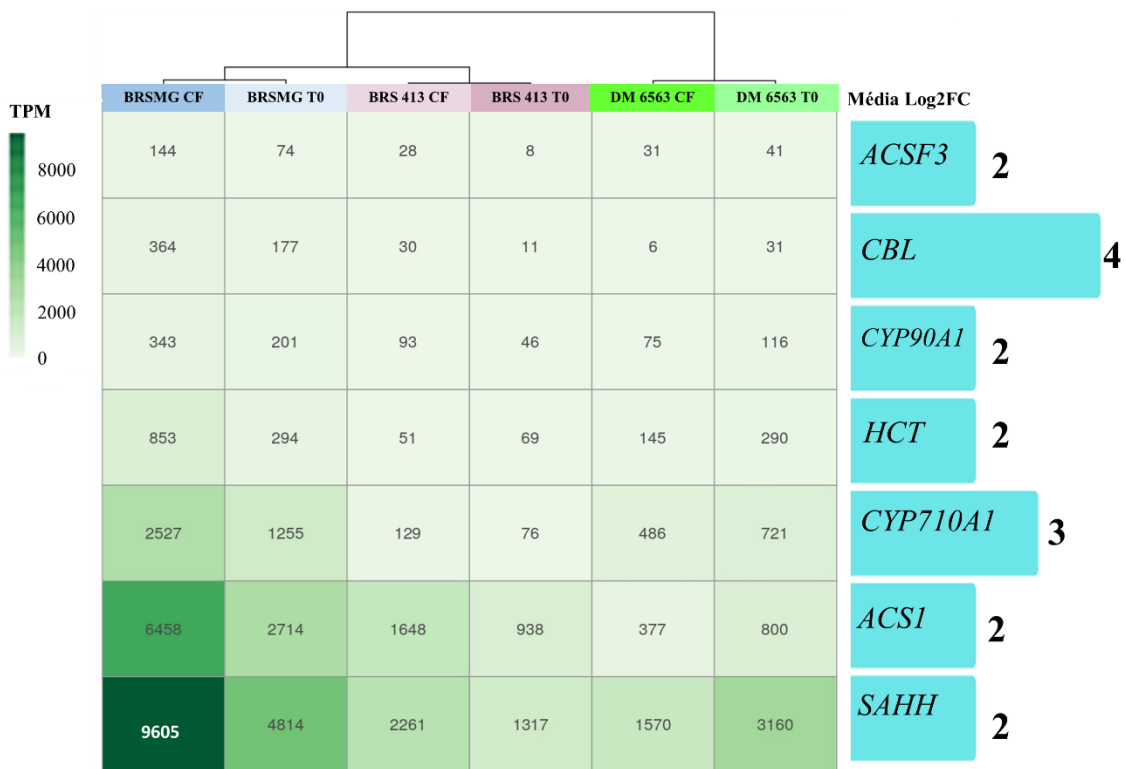 TPM
8000
6000
4000
2000
0
BRSMG CF BRSMG T0 BRS 413 CF BRS 413 T0 DM 6563 CF DM 6563 T0 Média Log2FC
144 74 28 8 31 41 ACSF3 2
364 177 30 11 6 31 CBL 4
343 201 93 46 75 116 CYP90A1 2
853 294 51 69 145 290 HCT 2
2527 1255 129 76 486 721 CYP710A1 3
6458 2714 1648 938 377 800 ACS1 2
9605 4814 2261 1317 1570 3160 SAHH 2